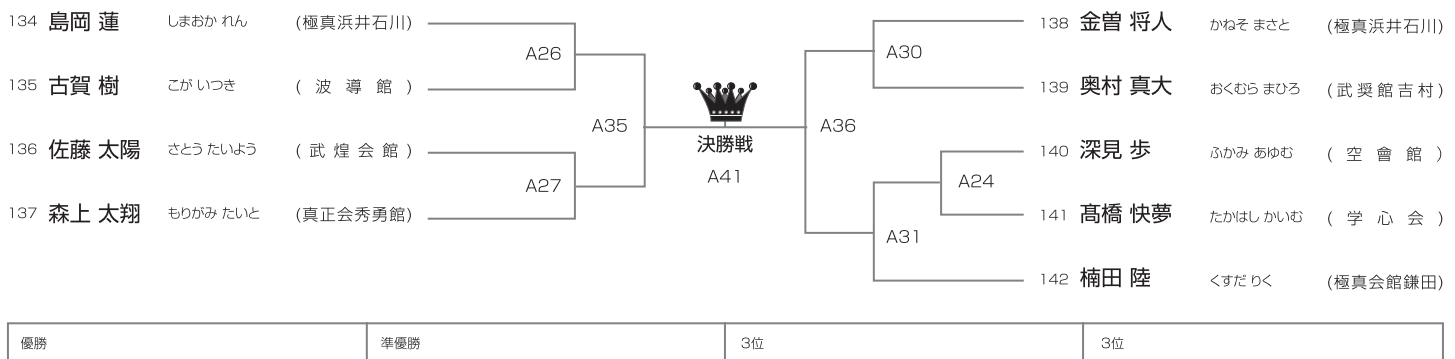 134 島岡 蓮 しまおか れん (極真浜井石川)
A26
135 古賀 樹 こが いつき (波導館)
A35
136 佐藤 太陽 さとう たいよう (武煌会館)
A27
137 森上 太翔 もりがみ たいと (真正会秀勇館)
決勝戦
A41
138 金曽 将人 かねそ まさと (極真浜井石川)
A30
139 奥村 真大 おくむら まひろ (武奨館吉村)
A36
140 深見 歩 ふかみ あゆむ (空會館)
A24
141 髙橋 快夢 たかはし かいむ (学心会)
A31
142 楠田 陸 くすだ りく (極真会館鎌田)
優勝 準優勝 3位 3位